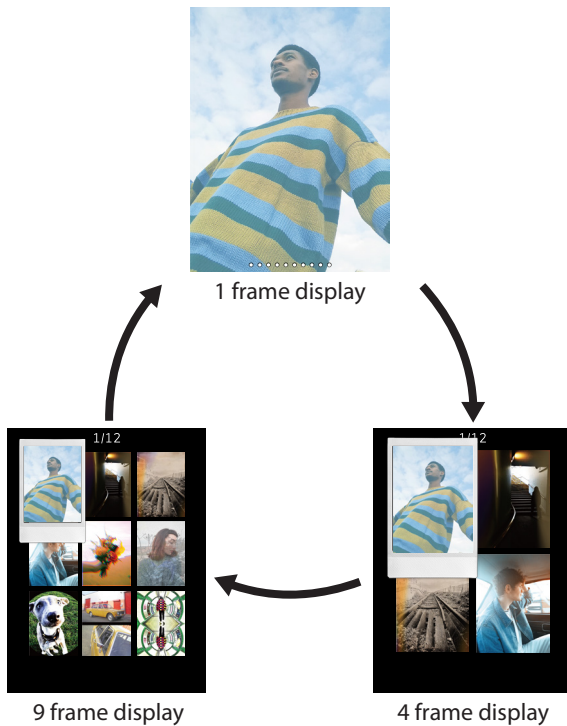 1 frame display
1/12
1/12
9 frame display
4 frame display